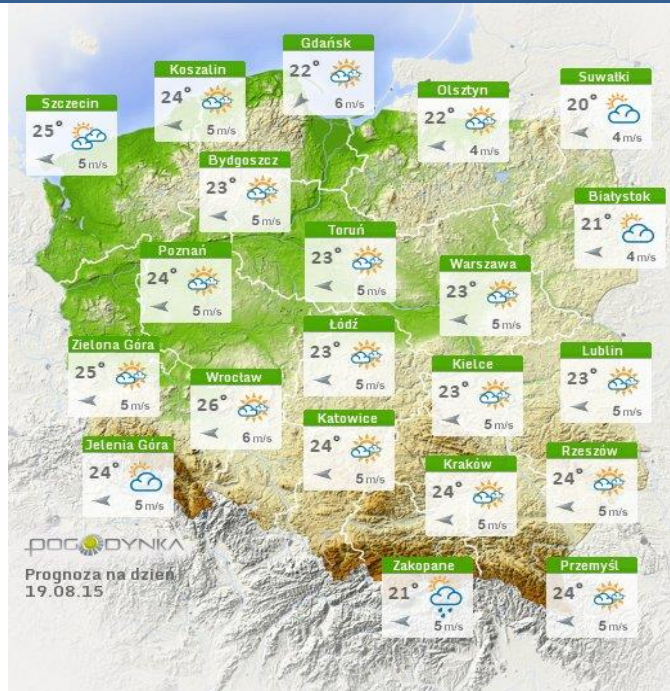 Gdańsk
22°
6 m/s
Koszalin
24°
5 m/s
Olsztyn
22°
4 m/s
Suwałki
20°
4 m/s
Szczecin
25°
5 m/s
Bydgoszcz
23°
5 m/s
Białystok
21°
4 m/s
Toruń
23°
5 m/s
Poznań
24°
5 m/s
Warszawa
23°
5 m/s
Łódź
23°
5 m/s
Zielona Góra
25°
5 m/s
Wrocław
26°
6 m/s
Kielce
23°
5 m/s
Lublin
23°
5 m/s
Katowice
24°
5 m/s
Jelenia Góra
24°
5 m/s
Kraków
24°
5 m/s
Rzeszów
24°
5 m/s
POGODYNKA
Prognoza na dzień
19.08.15
Zakopane
21°
5 m/s
Przemyśl
24°
5 m/s